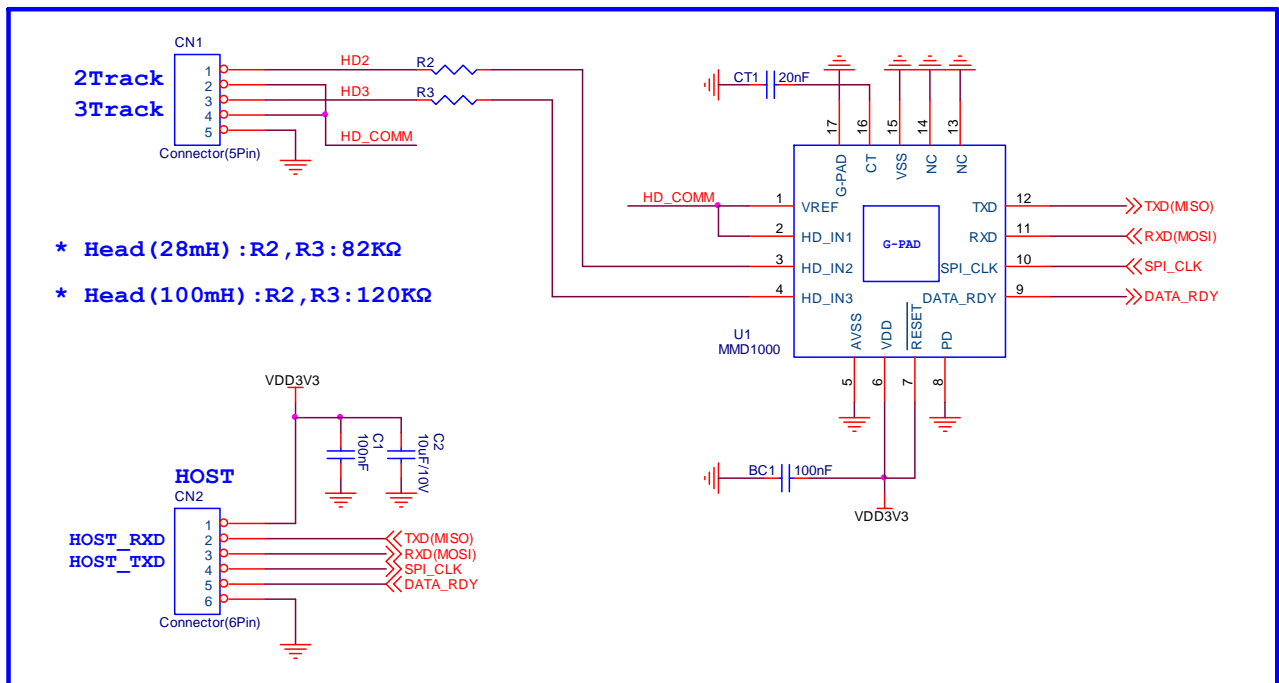 CN1
2Track
3Track
1
2
3
4
5
Connector(5Pin)
HD2
R2
HD3
R3
HD_COMM
* Head(28mH):R2,R3:82KΩ
* Head(100mH):R2,R3:120KΩ
CT1
20nF
17
16
15
14
13
G-PAD
CT
VSS
NC
NC
HD_COMM
1
VREF
2
HD_IN1
3
HD_IN2
4
HD_IN3
G-PAD
TXD
12
TXD(MISO)
RXD
11
RXD(MOSI)
SPI_CLK
10
SPI_CLK
DATA_RDY
9
DATA_RDY
U1
MMD1000
AVSS
VDD
RESET
PD
5
6
7
8
BC1
100nF
VDD3V3
VDD3V3
C1
100nF
C2
10uF/10V
HOST
CN2
HOST_RXD
HOST_TXD
1
2
3
4
5
6
Connector(6Pin)
TXD(MISO)
RXD(MOSI)
SPI_CLK
DATA_RDY